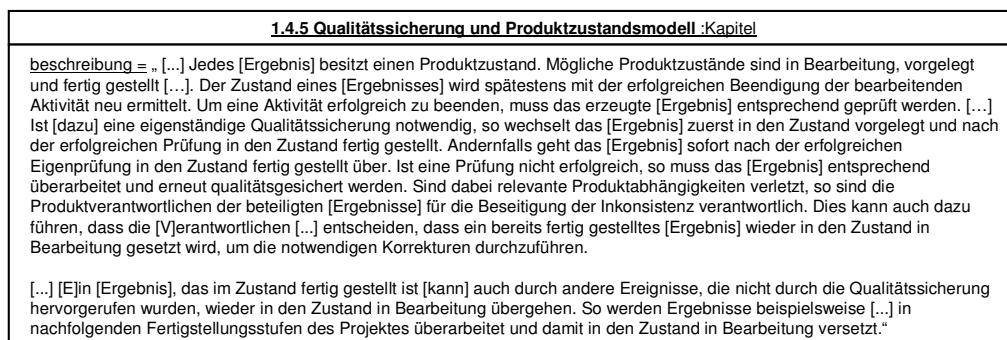 1.4.5 Qualitätssicherung und Produktzustandsmodell :Kapitel
beschreibung = „ [...] Jedes [Ergebnis] besitzt einen Produktzustand. Mögliche Produktzustände sind in Bearbeitung, vorgelegt
und fertig gestellt […]. Der Zustand eines [Ergebnisses] wird spätestens mit der erfolgreichen Beendigung der bearbeitenden
Aktivität neu ermittelt. Um eine Aktivität erfolgreich zu beenden, muss das erzeugte [Ergebnis] entsprechend geprüft werden. […]
Ist [dazu] eine eigenständige Qualitätssicherung notwendig, so wechselt das [Ergebnis] zuerst in den Zustand vorgelegt und nach
der erfolgreichen Prüfung in den Zustand fertig gestellt. Andernfalls geht das [Ergebnis] sofort nach der erfolgreichen
Eigenprüfung in den Zustand fertig gestellt über. Ist eine Prüfung nicht erfolgreich, so muss das [Ergebnis] entsprechend
überarbeitet und erneut qualitätsgesichert werden. Sind dabei relevante Produktabhängigkeiten verletzt, so sind die
Produktverantwortlichen der beteiligten [Ergebnisse] für die Beseitigung der Inkonsistenz verantwortlich. Dies kann auch dazu
führen, dass die [V]erantwortlichen [...] entscheiden, dass ein bereits fertig gestelltes [Ergebnis] wieder in den Zustand in
Bearbeitung gesetzt wird, um die notwendigen Korrekturen durchzuführen.
[...] [E]in [Ergebnis], das im Zustand fertig gestellt ist [kann] auch durch andere Ereignisse, die nicht durch die Qualitätssicherung
hervorgerufen wurden, wieder in den Zustand in Bearbeitung übergehen. So werden Ergebnisse beispielsweise [...] in
nachfolgenden Fertigstellungsstufen des Projektes überarbeitet und damit in den Zustand in Bearbeitung versetzt.“